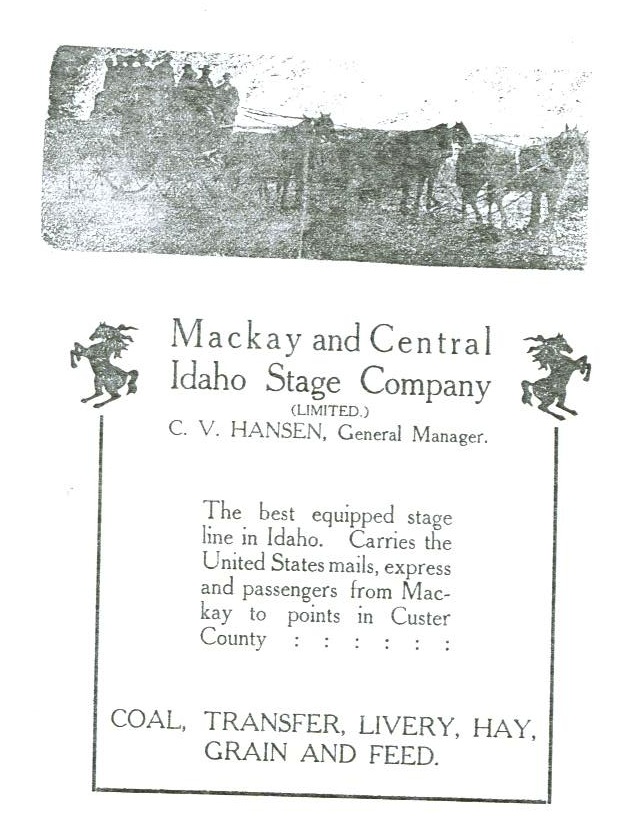 Mackay and Central
Idaho Stage Company
(LIMITED.)
C. V. HANSEN, General Manager.
The best equipped stage
line in Idaho. Carries the
United States mails, express
and passengers from Mac-
kay to points in Custer
County : : : : : :
COAL, TRANSFER, LIVERY, HAY,
GRAIN AND FEED.